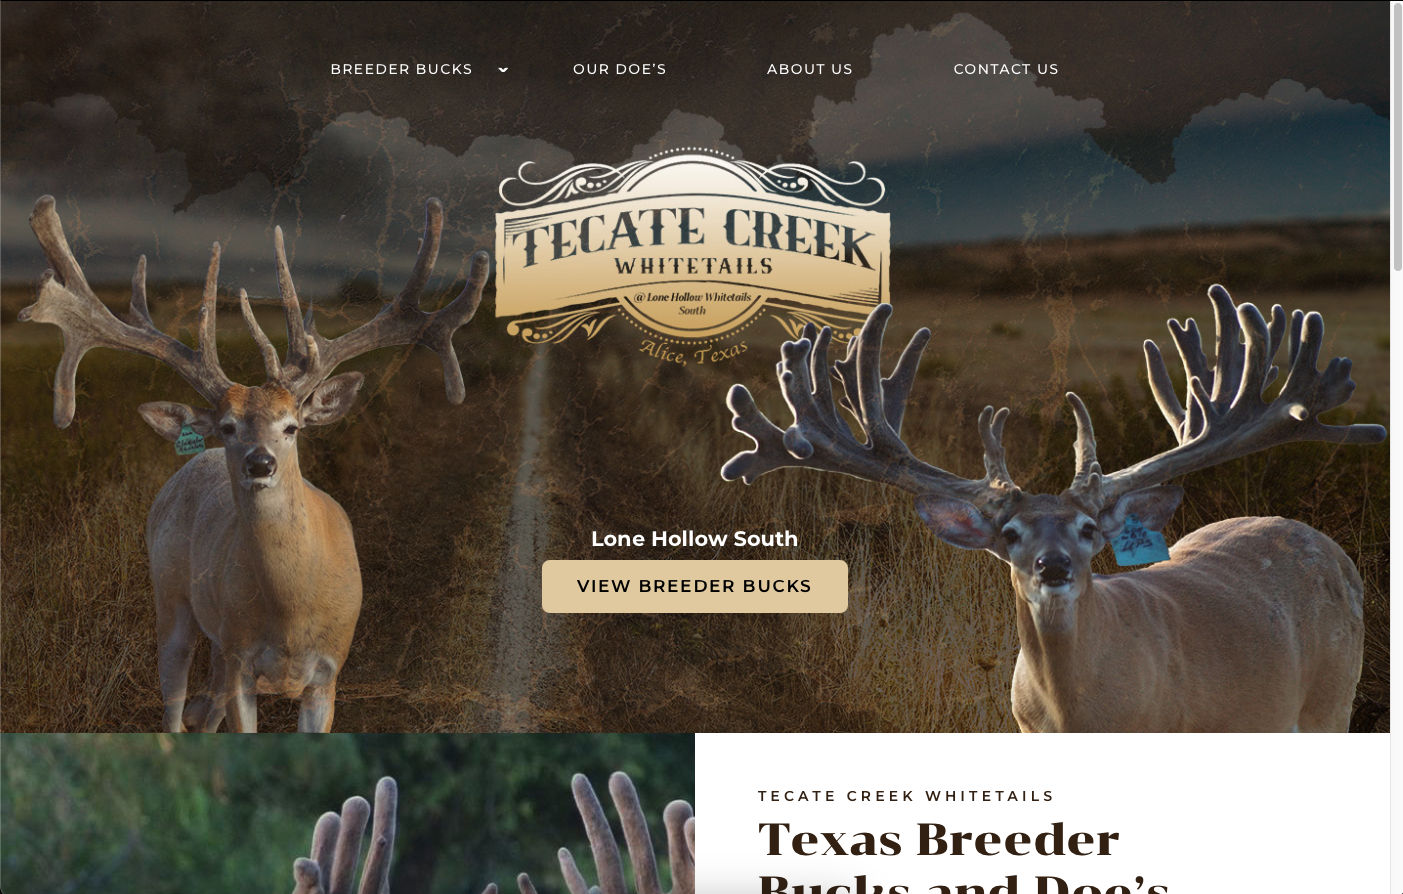 BREEDER BUCKS
OUR DOE’S
ABOUT US
CONTACT US
TECATE CREEK
WHITETAILS
@ Lone Hollow Whitetails
South
Alice, Texas
Lone Hollow South
VIEW BREEDER BUCKS
TECATE CREEK WHITETAILS
Texas Breeder
Bucks and Doe’s